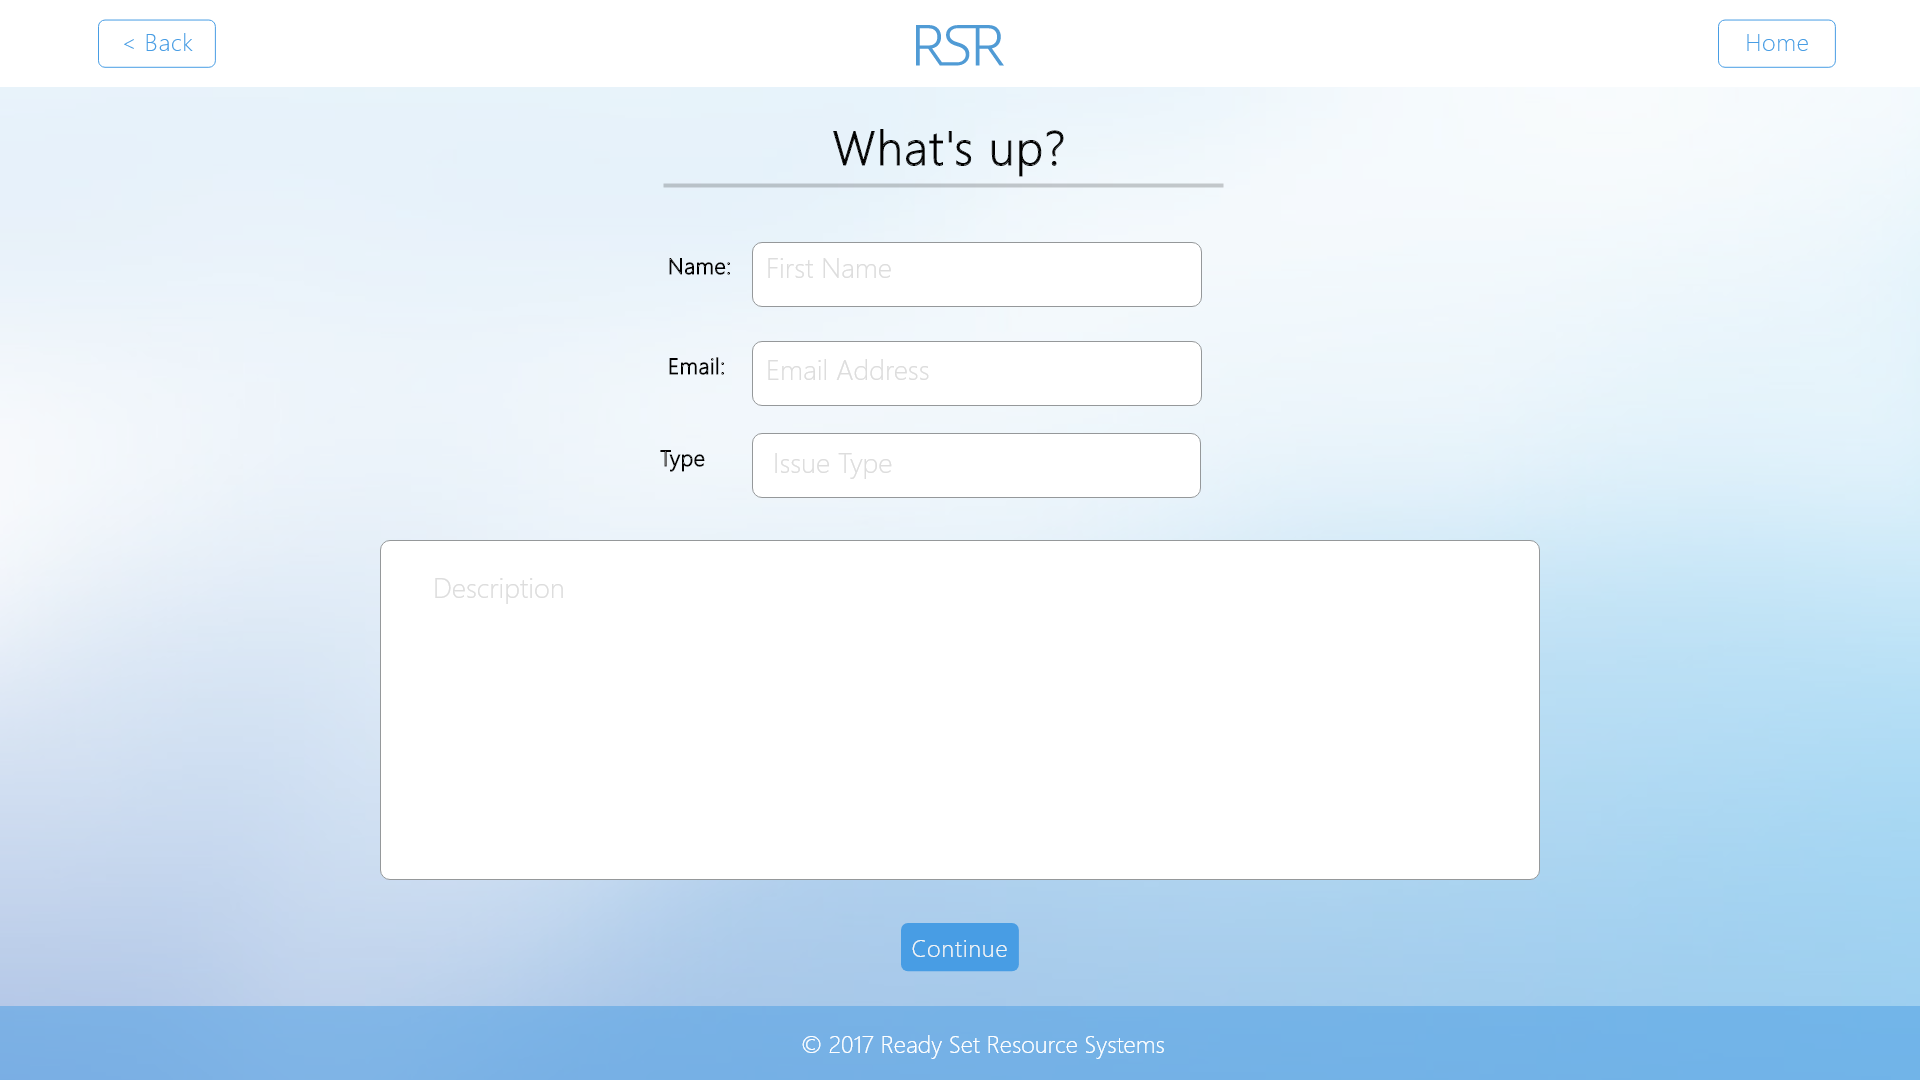 < Back
RSR
Home
What's up?
Name:
First Name
Email:
Email Address
Type
Issue Type
Description
Continue
© 2017 Ready Set Resource Systems